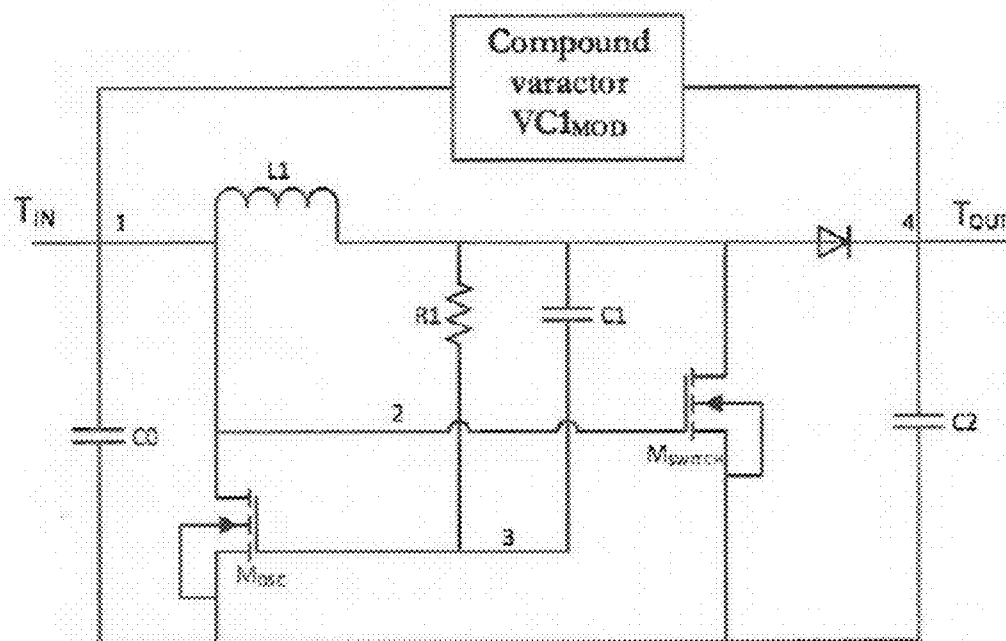 Compound
varactor
VC1MOD
L1
TIN
1
4
TOUT
R1
C1
2
C0
MSWITCH
C2
3
MOSC